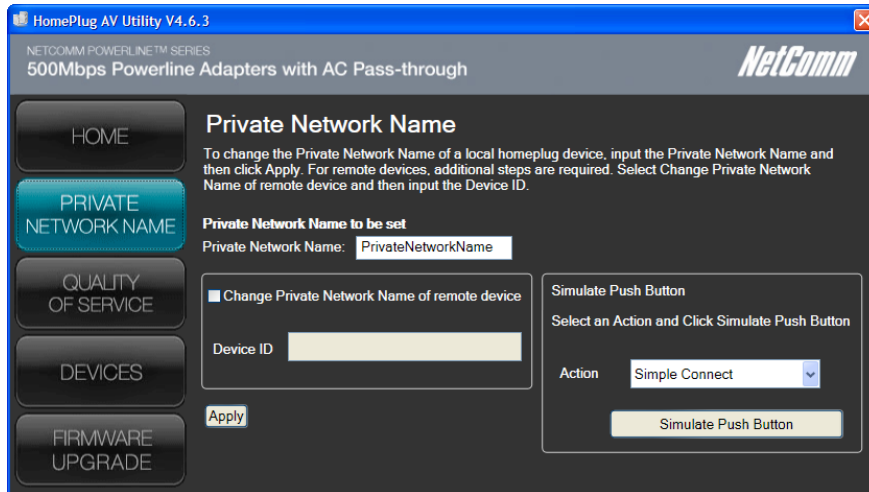 HomePlug AV Utility V4.6.3
NETCOMM POWERLINE™ SERIES
500Mbps Powerline Adapters with AC Pass-through
NetComm
HOME
PRIVATE
NETWORK NAME
QUALITY
OF SERVICE
DEVICES
FIRMWARE
UPGRADE
Private Network Name
To change the Private Network Name of a local homeplug device, input the Private Network Name and
then click Apply. For remote devices, additional steps are required. Select Change Private Network
Name of remote device and then input the Device ID.
Private Network Name to be set
Private Network Name: PrivateNetworkName
Change Private Network Name of remote device
Device ID
Apply
Simulate Push Button
Select an Action and Click Simulate Push Button
Action Simple Connect
Simulate Push Button